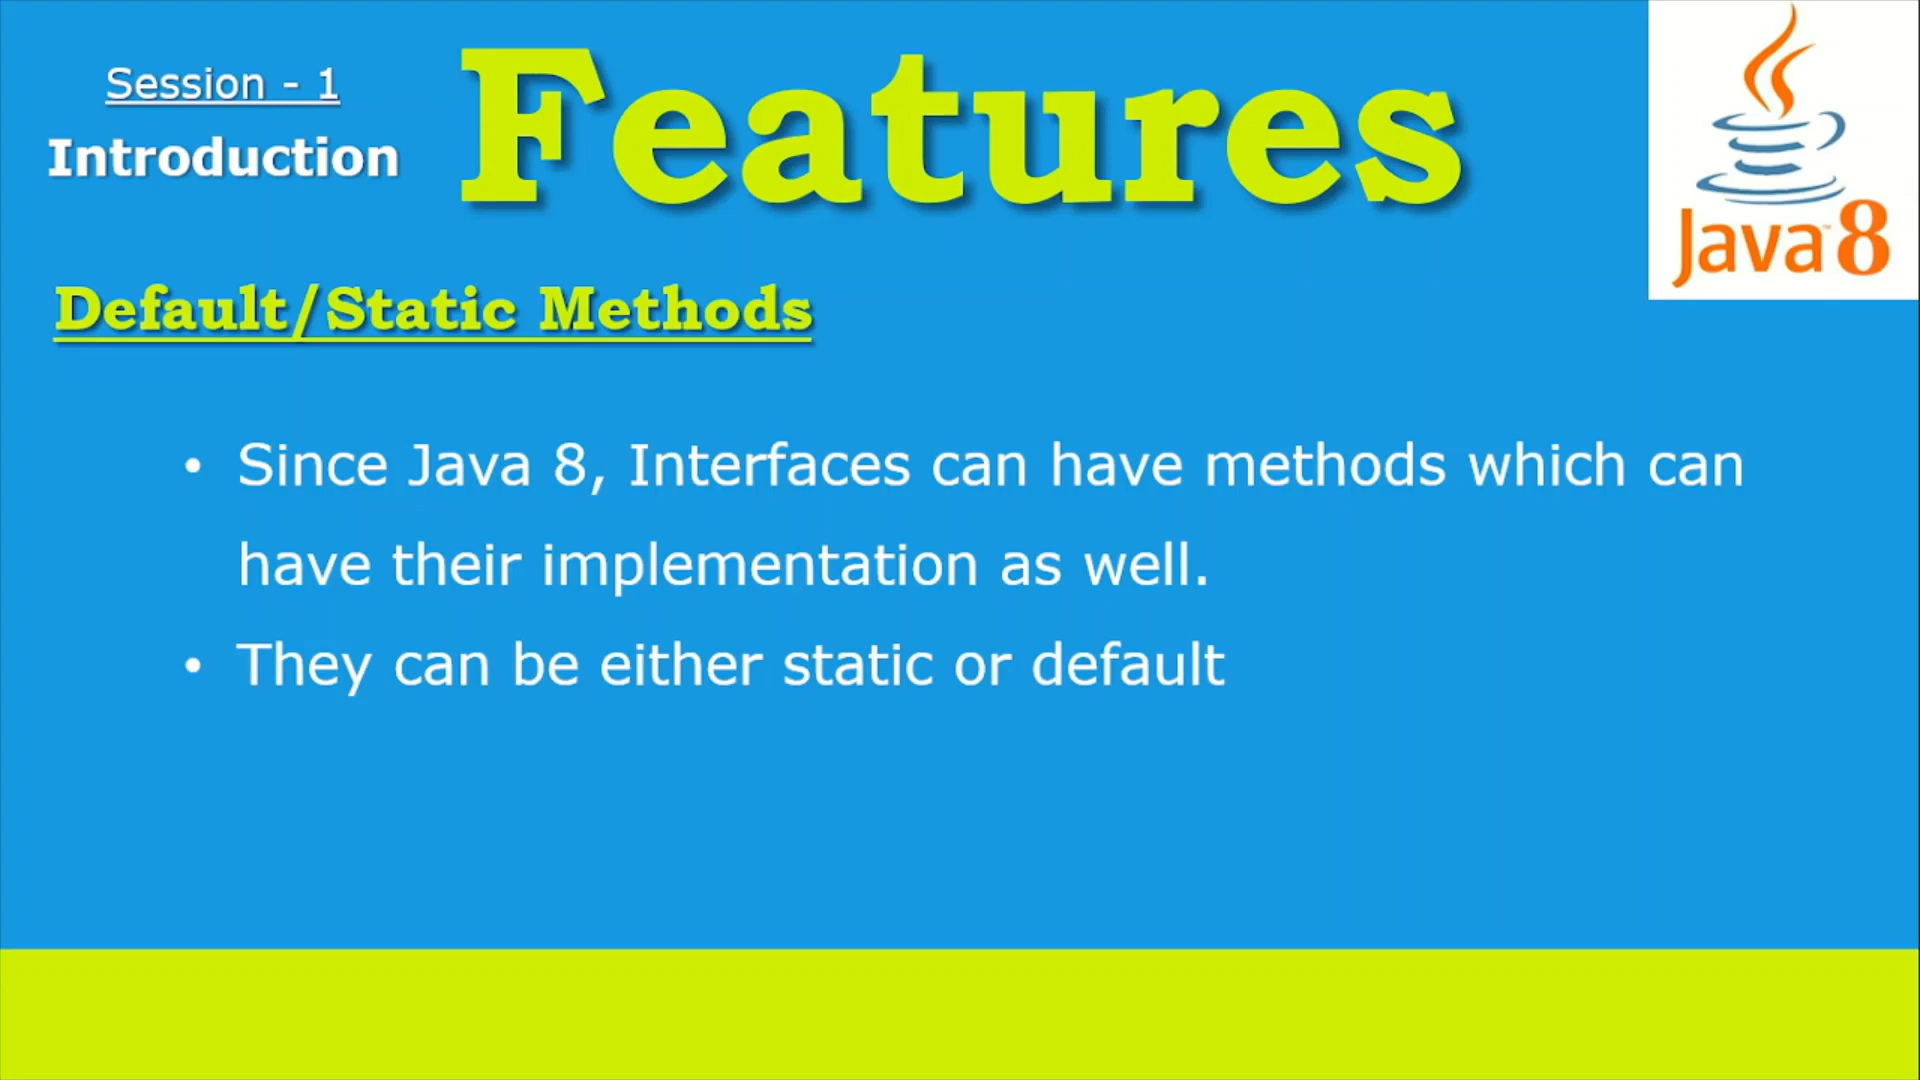 Session - 1
Introduction
Features
Java™ 8
Default/Static Methods
• Since Java 8, Interfaces can have methods which can
have their implementation as well.
• They can be either static or default